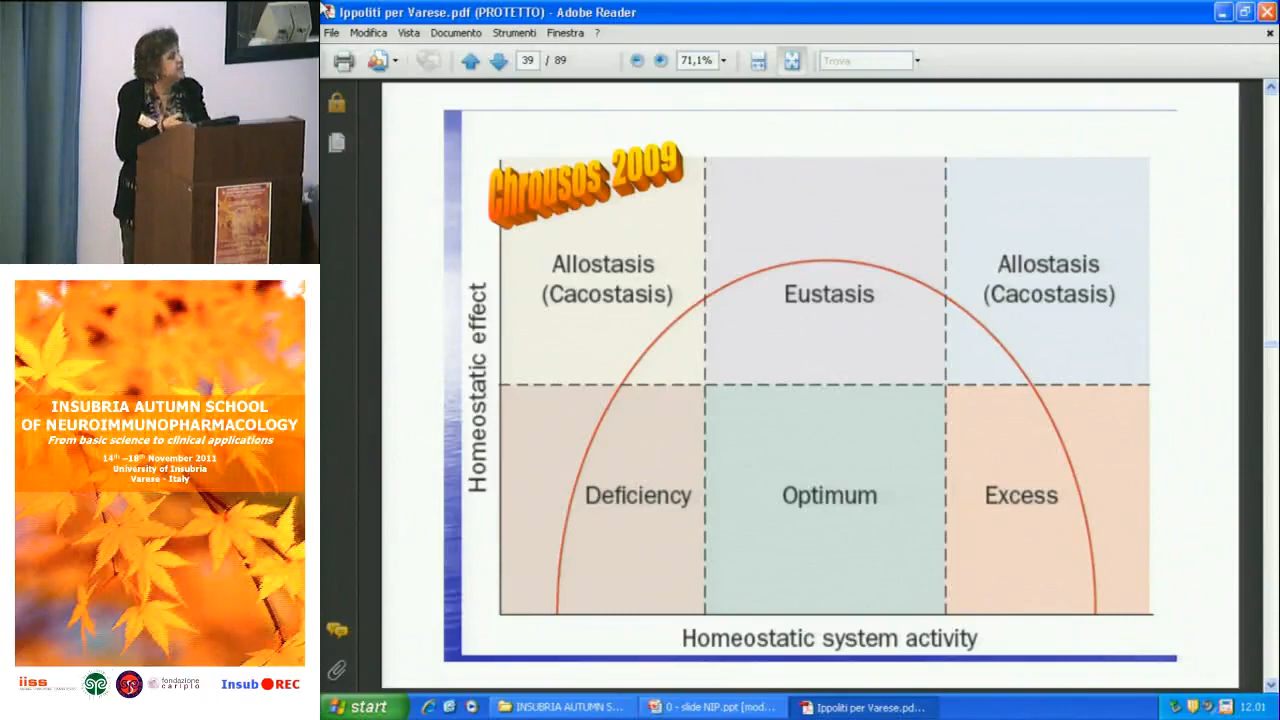 Ippoliti per Varese.pdf (PROTETTO) - Adobe Reader
File Modifica Vista Documento Strumenti Finestra ?
39 / 89 71,1% Trova
Chrousos 2009
Allostasis
(Cacostasis)
Eustasis
Allostasis
(Cacostasis)
Homeostatic effect
Deficiency
Optimum
Excess
Homeostatic system activity
INSUBRIA AUTUMN SCHOOL
OF NEUROIMMUNOPHARMACOLOGY
From basic science to clinical applications
14th –18th November 2011
University of Insubria
Varese - Italy
iiss
fondazione
cariplo
Insub REC
start
INSUBRIA AUTUMN S...
0 - slide NIP.ppt [mod...
Ippoliti per Varese.pd...
12.01